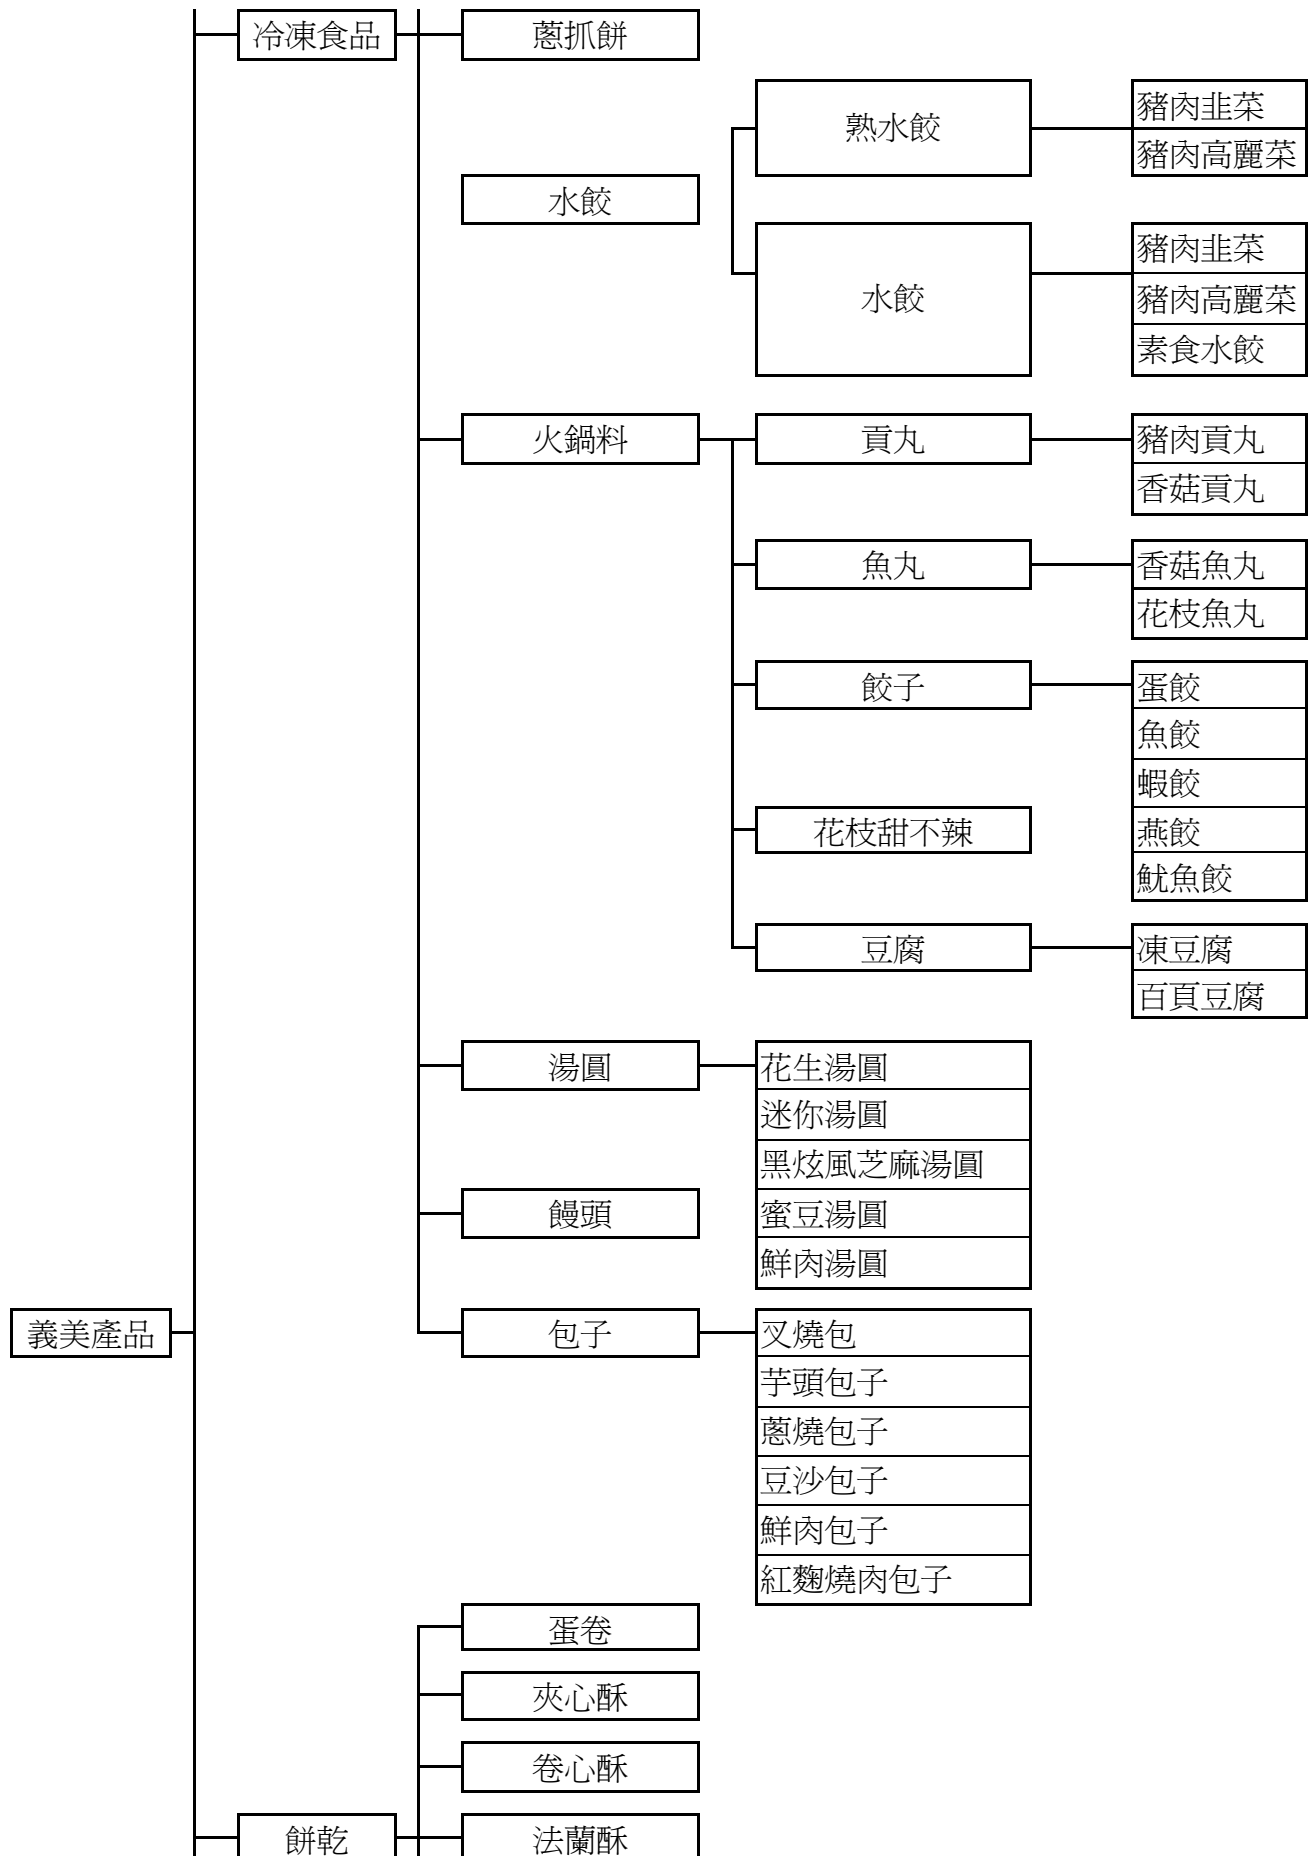 冷凍食品
蔥抓餅
水餃
熟水餃
豬肉韭菜
豬肉高麗菜
水餃
豬肉韭菜
豬肉高麗菜
素食水餃
火鍋料
貢丸
豬肉貢丸
香菇貢丸
魚丸
香菇魚丸
花枝魚丸
餃子
蛋餃
魚餃
蝦餃
燕餃
魷魚餃
花枝甜不辣
豆腐
凍豆腐
百頁豆腐
湯圓
花生湯圓
迷你湯圓
黑炫風芝麻湯圓
蜜豆湯圓
鮮肉湯圓
饅頭
義美產品
包子
叉燒包
芋頭包子
蔥燒包子
豆沙包子
鮮肉包子
紅麴燒肉包子
蛋卷
夾心酥
卷心酥
餅乾
法蘭酥